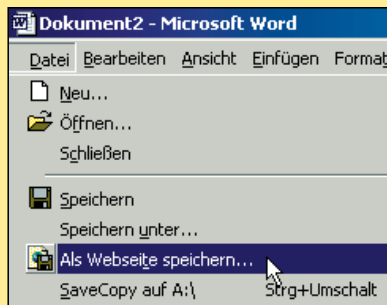 Dokument2 - Microsoft Word
Datei Bearbeiten Ansicht Einfügen Format
Neu...
Öffnen...
Schließen
Speichern
Speichern unter...
Als Webseite speichern...
SaveCopy auf A:\ Strg+Umschalt